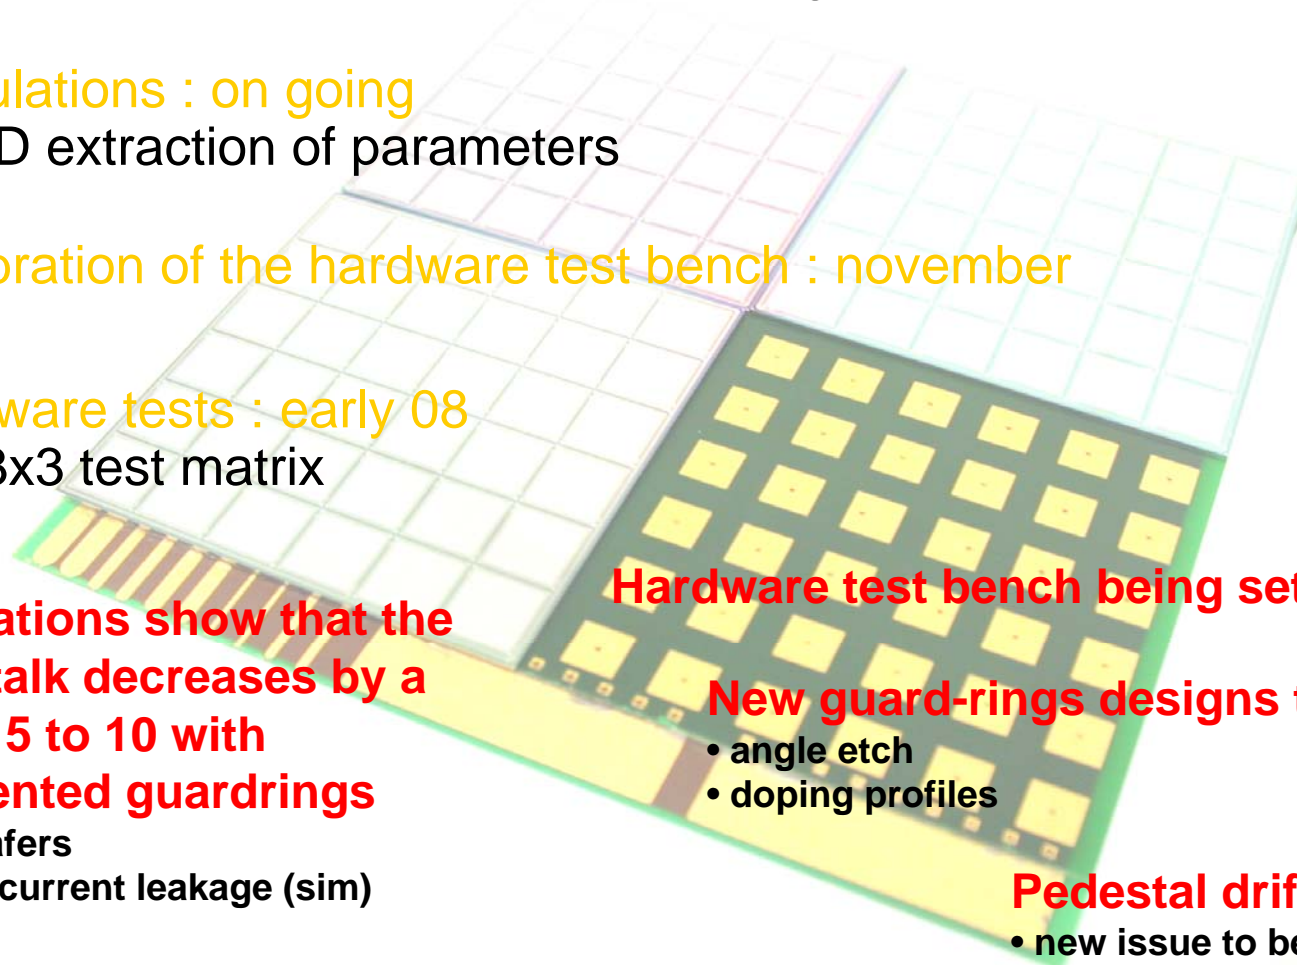 ulations : on going
D extraction of parameters
oration of the hardware test bench : november
ware tests : early 08
3x3 test matrix
Hardware test bench being set
ations show that the
talk decreases by a
5 to 10 with
ented guardrings
afers
current leakage (sim)
New guard-rings designs t
• angle etch
• doping profiles
Pedestal drif
• new issue to be